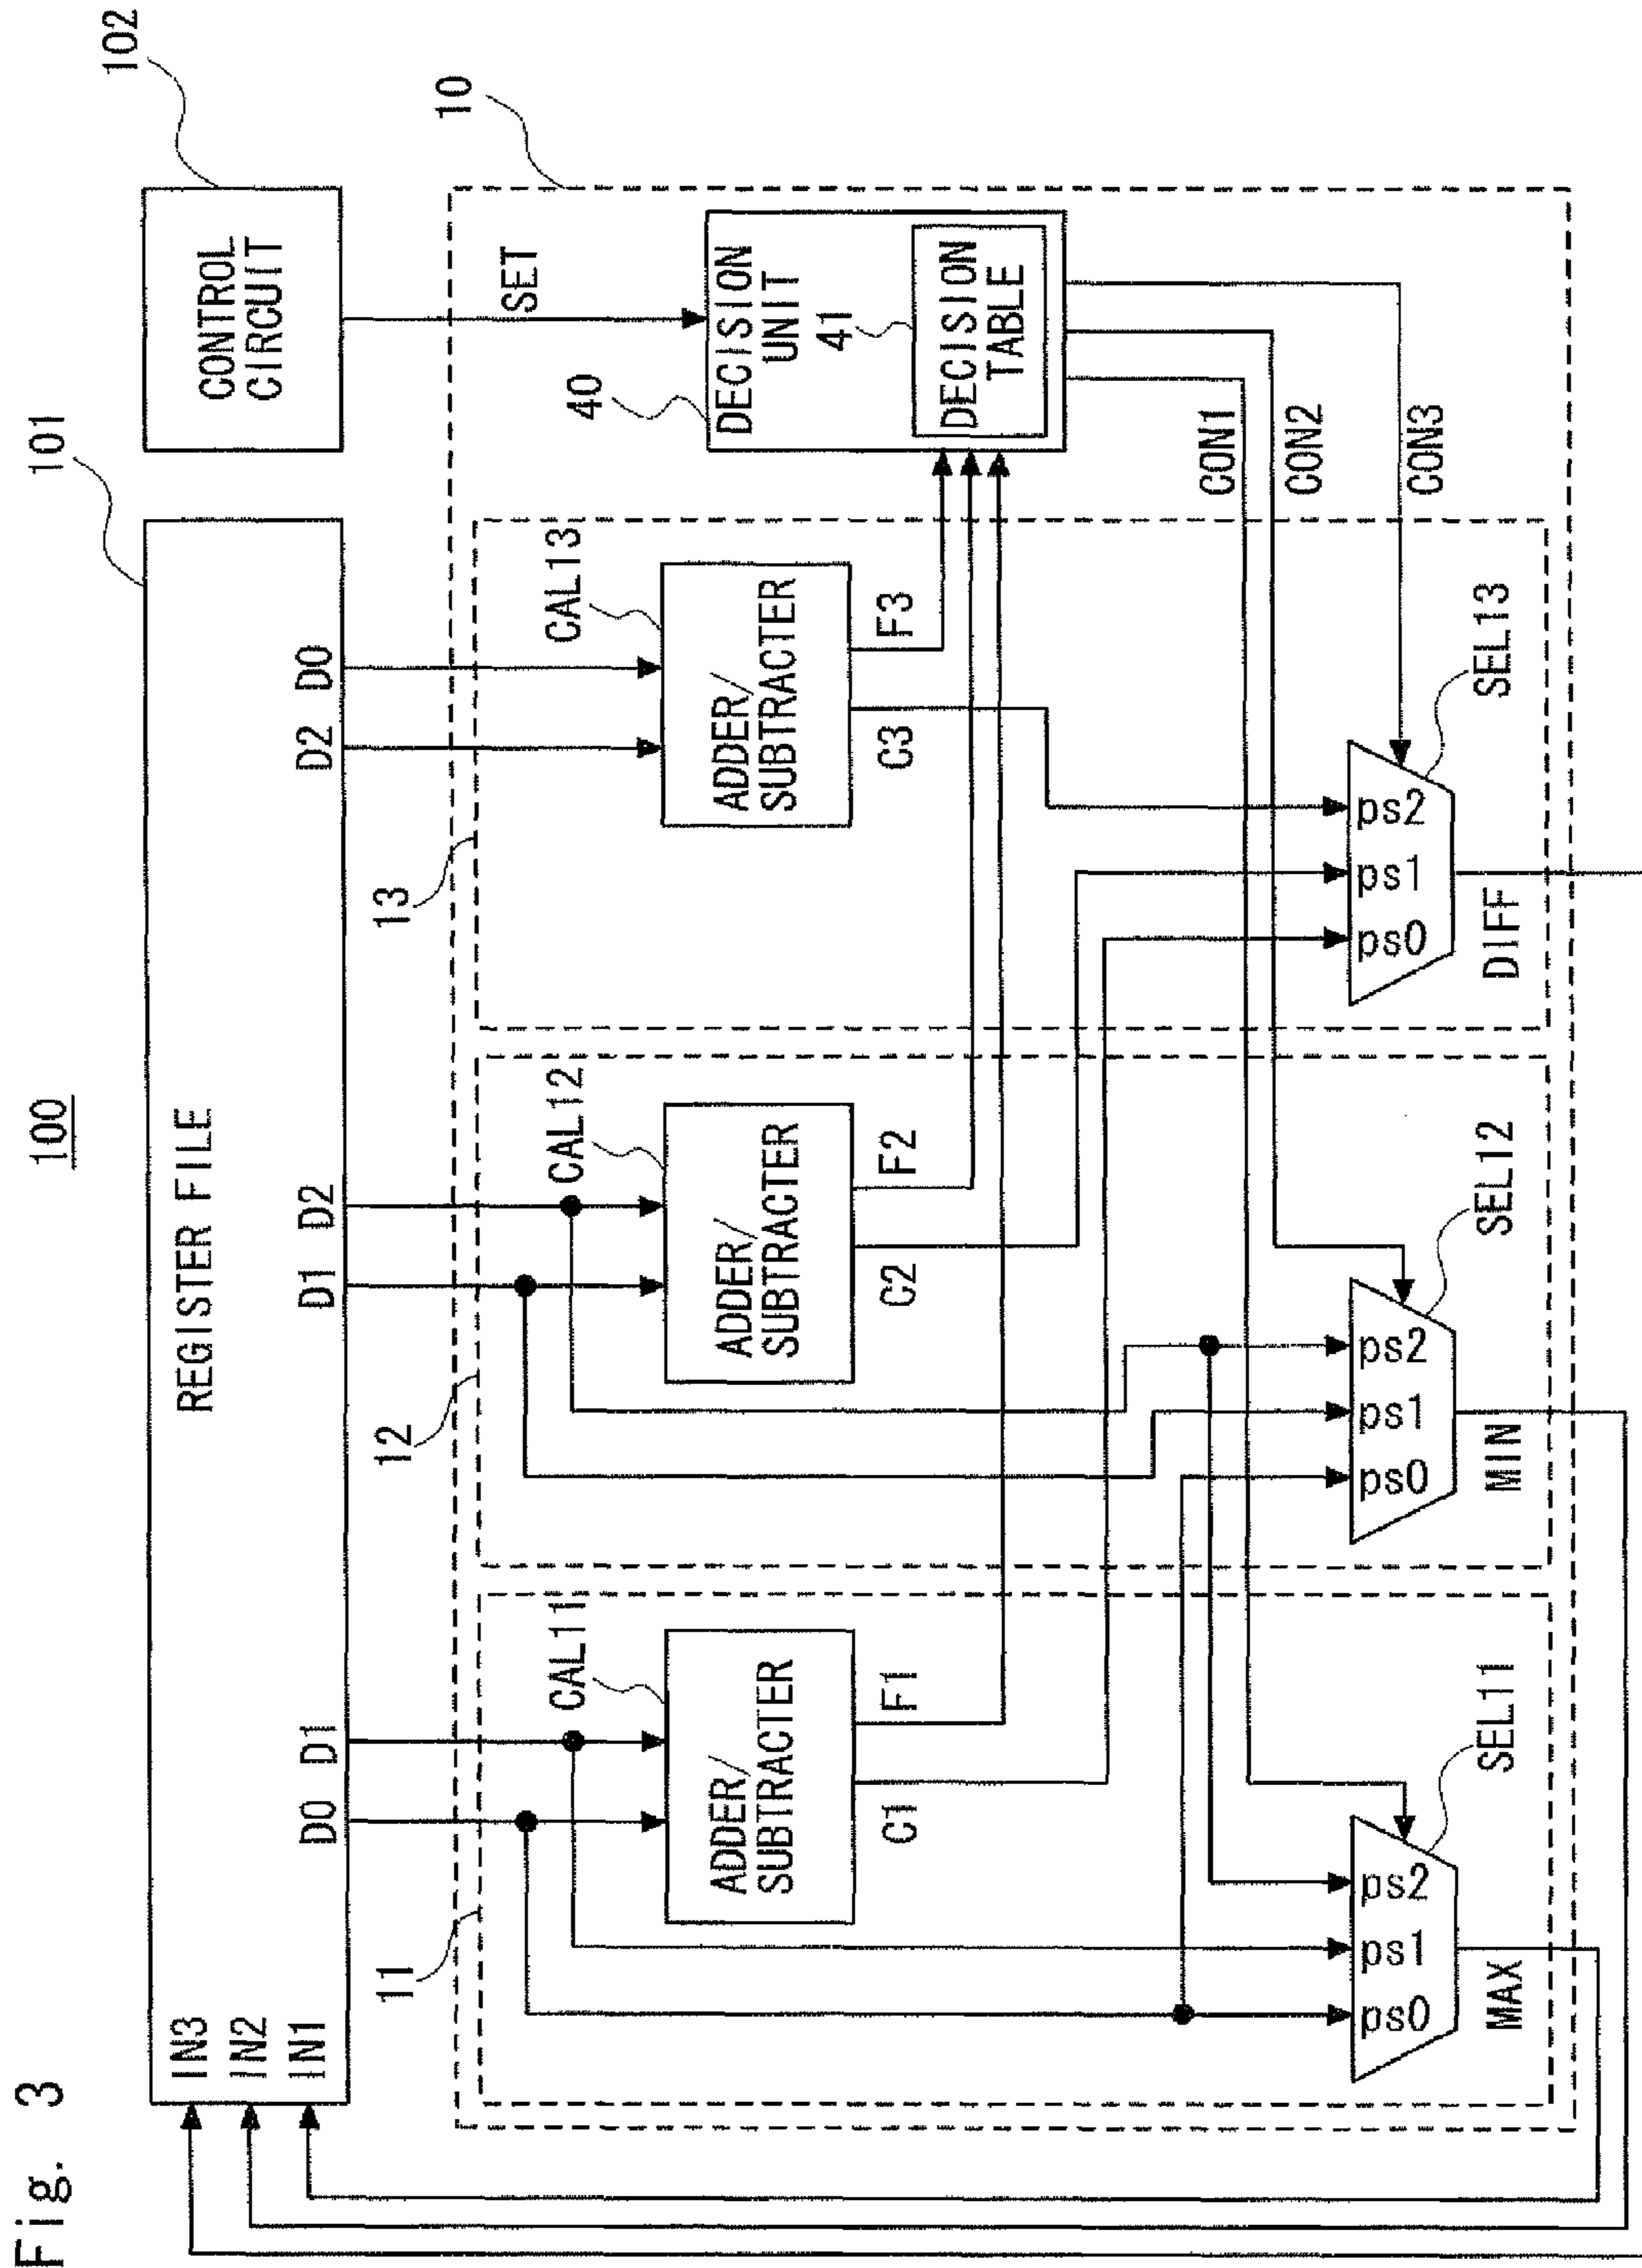 Fig. 3
100
101
102
REGISTER FILE
IN3
IN2
IN1
D0
D1
D1
D2
D2
D0
CONTROL
CIRCUIT
10
11
12
13
SET
CAL11
CAL12
CAL13
ADDER/
SUBTRACTER
ADDER/
SUBTRACTER
ADDER/
SUBTRACTER
40
DECISION
UNIT
41
DECISION
TABLE
C1
F1
C2
F2
C3
F3
CON1
CON2
CON3
ps0
ps1
ps2
SEL11
MAX
ps0
ps1
ps2
SEL12
MIN
ps0
ps1
ps2
SEL13
DIFF